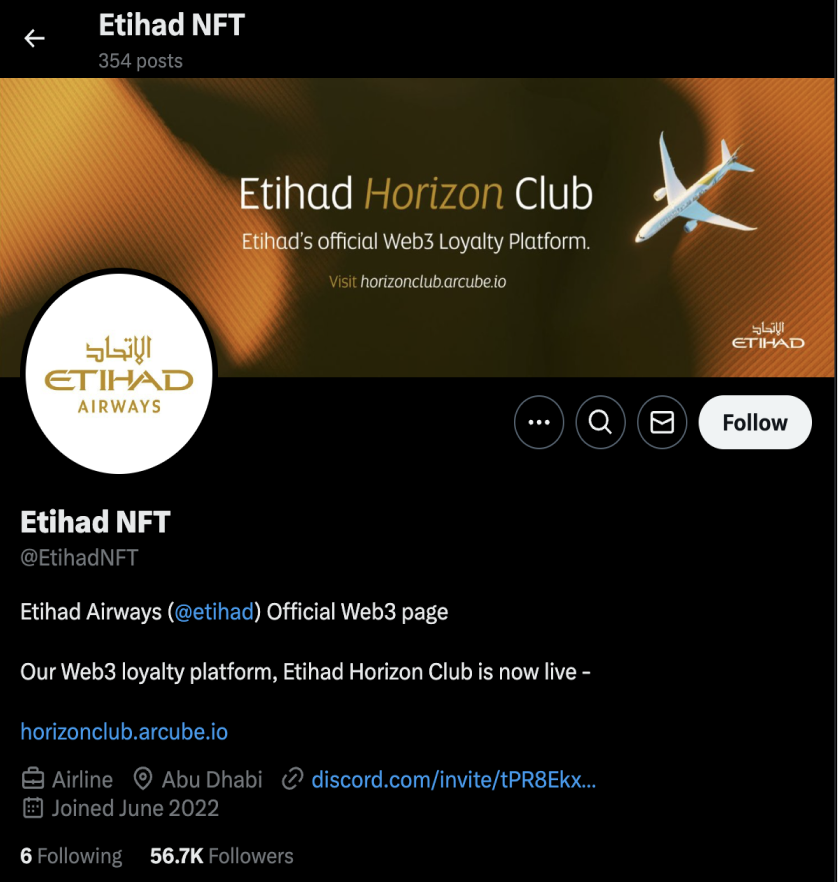 Etihad NFT
354 posts
Etihad Horizon Club
Etihad's official Web3 Loyalty Platform.
Visit horizonclub.arcube.io
الإتحاد
ETIHAD
الإتحاد
ETIHAD
AIRWAYS
Follow
Etihad NFT
@EtihadNFT
Etihad Airways (@etihad) Official Web3 page
Our Web3 loyalty platform, Etihad Horizon Club is now live -
horizonclub.arcube.io
Airline Abu Dhabi discord.com/invite/tPR8Ekx...
Joined June 2022
6 Following 56.7K Followers